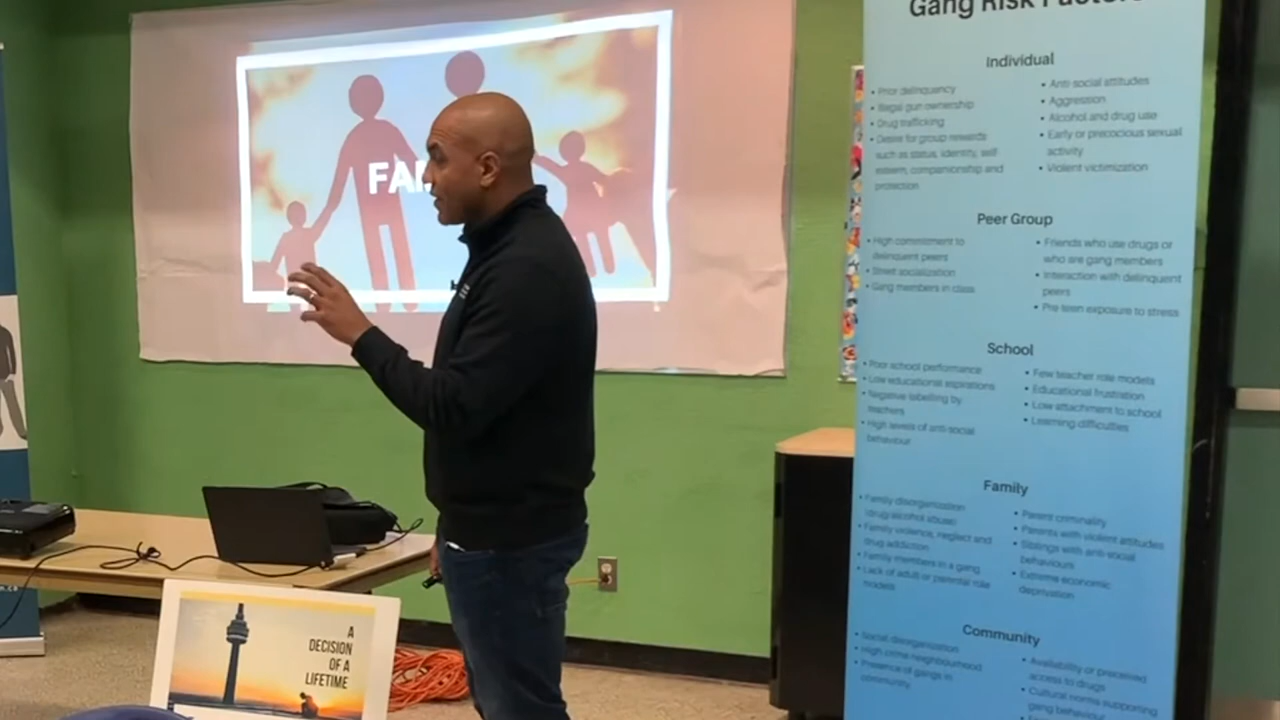 FAM
A
DECISION
OF A
LIFETIME
Gang Risk Factors
Individual
• Prior delinquency
• Illegal gun ownership
• Drug trafficking
• Desire for group rewards
such as status, identity, self
esteem, companionship and
protection
• Anti-social attitudes
• Aggression
• Alcohol and drug use
• Early or precocious sexual
activity
• Violent victimization
Peer Group
• High commitment to
delinquent peers
• Street socialization
• Gang members in class
• Friends who use drugs or
who are gang members
• Interaction with delinquent
peers
• Pre teen exposure to stress
School
• Poor school performance
• Low educational aspirations
• Negative labelling by
teachers
• High levels of anti-social
behaviour
• Few teacher role models
• Educational frustration
• Low attachment to school
• Learning difficulties
Family
• Family disorganization
(drug/alcohol abuse)
• Family violence, neglect and
drug addiction
• Family members in a gang
• Lack of adult or parental role
models
• Parent criminality
• Parents with violent attitudes
• Siblings with anti-social
behaviours
• Extreme economic
deprivation
Community
• Social disorganization
• High crime neighbourhood
• Presence of gangs in
community
• Availability or perceived
access to drugs
• Cultural norms supporting
gang behaviour